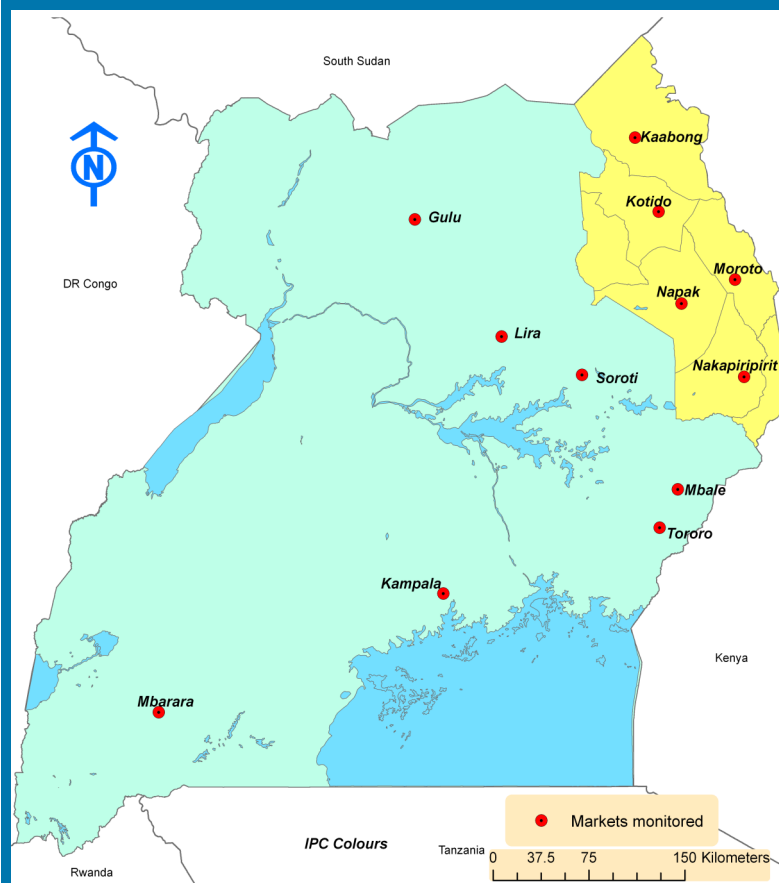 South Sudan
Kaabong
N
Kotido
Gulu
Moroto
DR Congo
Napak
Lira
Nakapiripirit
Soroti
Mbale
Tororo
Kampala
Kenya
Mbarara
Markets monitored
IPC Colours
Tanzania
0 37.5 75 150 Kilometers
Rwanda